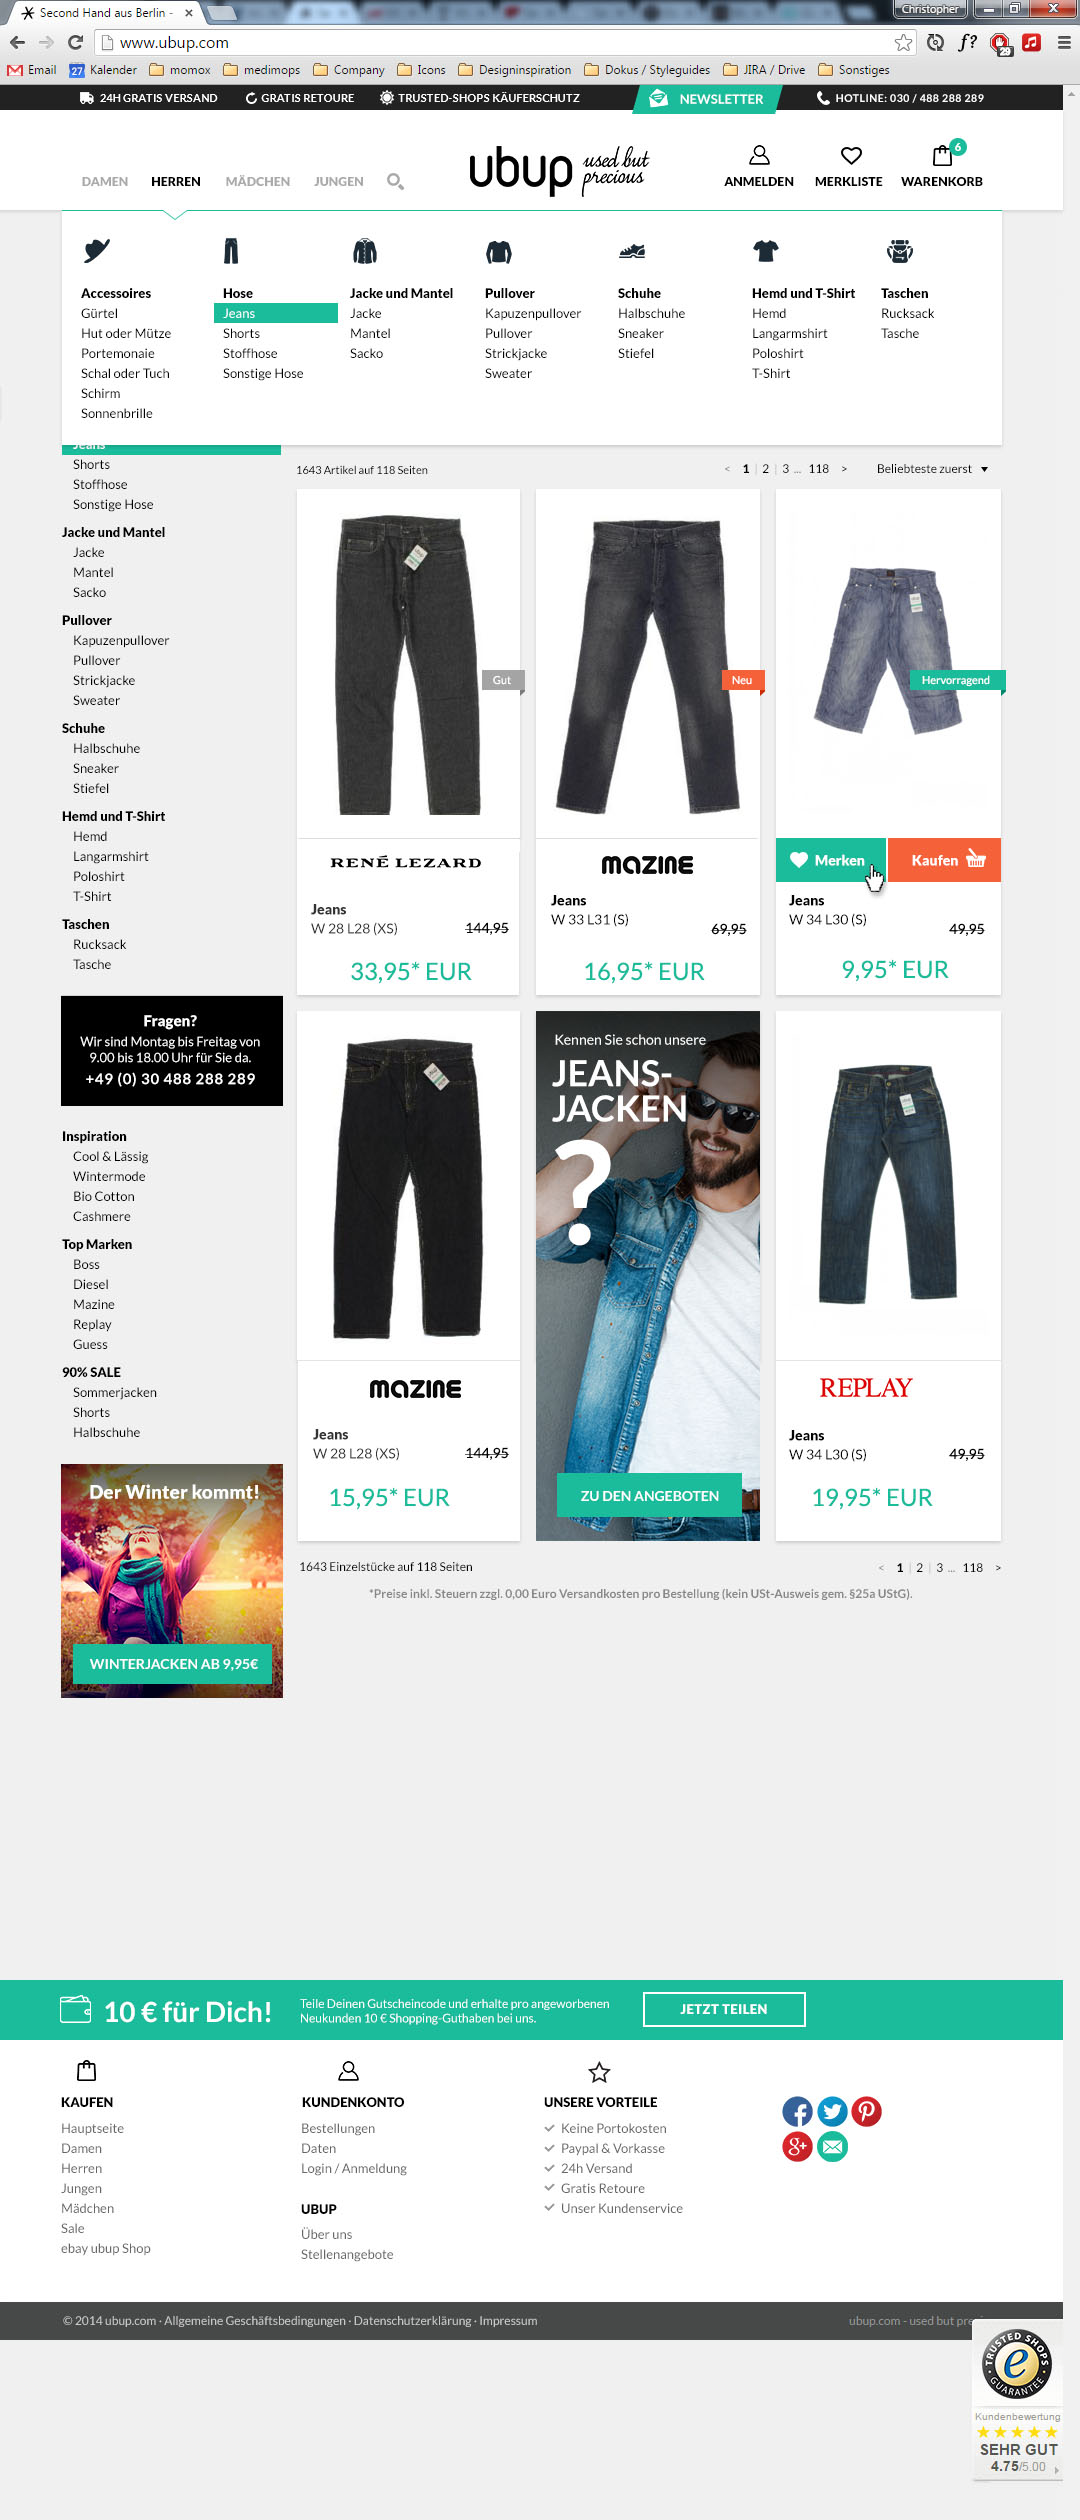 Second Hand aus Berlin -
Christopher
www.ubup.com
f?
29
Email
27 Kalender
momox
medimops
Company
Icons
Designinspiration
Dokus / Styleguides
JIRA / Drive
Sonstiges
24H GRATIS VERSAND
GRATIS RETOURE
TRUSTED-SHOPS KÄUFERSCHUTZ
NEWSLETTER
HOTLINE: 030 / 488 288 289
DAMEN
HERREN
MÄDCHEN
JUNGEN
ubup used but precious
ANMELDEN
MERKLISTE
6
WARENKORB
Accessoires
Gürtel
Hut oder Mütze
Portemonaie
Schal oder Tuch
Schirm
Sonnenbrille
Hose
Jeans
Shorts
Stoffhose
Sonstige Hose
Jacke und Mantel
Jacke
Mantel
Sacko
Pullover
Kapuzenpullover
Pullover
Strickjacke
Sweater
Schuhe
Halbschuhe
Sneaker
Stiefel
Hemd und T-Shirt
Hemd
Langarmshirt
Poloshirt
T-Shirt
Taschen
Rucksack
Tasche
Jeans
Shorts
Stoffhose
Sonstige Hose
Jacke und Mantel
Jacke
Mantel
Sacko
Pullover
Kapuzenpullover
Pullover
Strickjacke
Sweater
Schuhe
Halbschuhe
Sneaker
Stiefel
Hemd und T-Shirt
Hemd
Langarmshirt
Poloshirt
T-Shirt
Taschen
Rucksack
Tasche
Fragen?
Wir sind Montag bis Freitag von
9.00 bis 18.00 Uhr für Sie da.
+49 (0) 30 488 288 289
Inspiration
Cool & Lässig
Wintermode
Bio Cotton
Cashmere
Top Marken
Boss
Diesel
Mazine
Replay
Guess
90% SALE
Sommerjacken
Shorts
Halbschuhe
Der Winter kommt!
WINTERJACKEN AB 9,95€
1643 Artikel auf 118 Seiten
< 1 | 2 | 3 ... 118 >
Beliebteste zuerst
Gut
RENÉ LEZARD
Jeans
W 28 L28 (XS)
144,95
33,95* EUR
Neu
mazine
Jeans
W 33 L31 (S)
69,95
16,95* EUR
Hervorragend
Merken
Kaufen
Jeans
W 34 L30 (S)
49,95
9,95* EUR
mazine
Jeans
W 28 L28 (XS)
144,95
15,95* EUR
Kennen Sie schon unsere
JEANS-
JACKEN
?
ZU DEN ANGEBOTEN
REPLAY
Jeans
W 34 L30 (S)
49,95
19,95* EUR
1643 Einzelstücke auf 118 Seiten
< 1 | 2 | 3 ... 118 >
*Preise inkl. Steuern zzgl. 0,00 Euro Versandkosten pro Bestellung (kein USt-Ausweis gem. §25a UStG).
10 € für Dich!
Teile Deinen Gutscheincode und erhalte pro angeworbenen
Neukunden 10 € Shopping-Guthaben bei uns.
JETZT TEILEN
KAUFEN
Hauptseite
Damen
Herren
Jungen
Mädchen
Sale
ebay ubup Shop
KUNDENKONTO
Bestellungen
Daten
Login / Anmeldung
UBUP
Über uns
Stellenangebote
UNSERE VORTEILE
Keine Portokosten
Paypal & Vorkasse
24h Versand
Gratis Retoure
Unser Kundenservice
© 2014 ubup.com · Allgemeine Geschäftsbedingungen · Datenschutzerklärung · Impressum
ubup.com - used but pre
TRUSTED SHOPS
GUARANTEE
Kundenbewertung
SEHR GUT
4.75/5.00